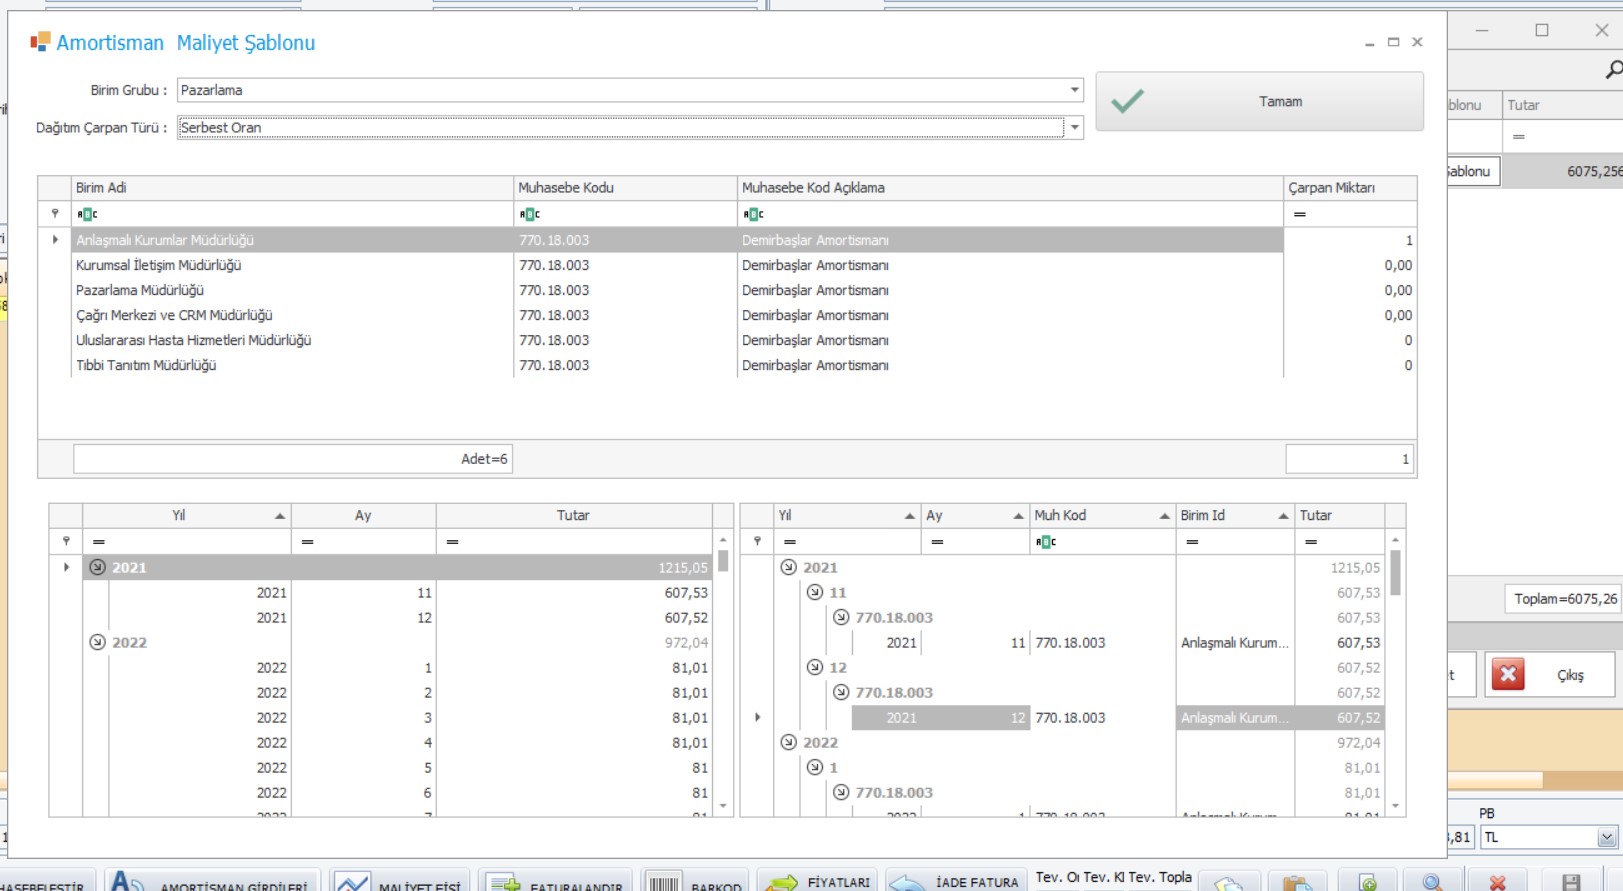 Amortisman Maliyet Şablonu
Birim Grubu : Pazarlama
Tamam
Dağıtım Çarpan Türü : Serbest Oran
Tutar
=
6075,256
Birim Adi Muhasebe Kodu Muhasebe Kod Açıklama Çarpan Miktarı
ABC ABC ABC =
Anlaşmalı Kurumlar Müdürlüğü 770.18.003 Demirbaşlar Amortismanı 1
Kurumsal İletişim Müdürlüğü 770.18.003 Demirbaşlar Amortismanı 0,00
Pazarlama Müdürlüğü 770.18.003 Demirbaşlar Amortismanı 0,00
Çağrı Merkezi ve CRM Müdürlüğü 770.18.003 Demirbaşlar Amortismanı 0,00
Uluslararası Hasta Hizmetleri Müdürlüğü 770.18.003 Demirbaşlar Amortismanı 0
Tıbbi Tanıtım Müdürlüğü 770.18.003 Demirbaşlar Amortismanı 0
Adet=6 1
Yıl Ay Tutar
= = =
2021 1215,05
2021 11 607,53
2021 12 607,52
2022 972,04
2022 1 81,01
2022 2 81,01
2022 3 81,01
2022 4 81,01
2022 5 81
2022 6 81
Yıl Ay Muh Kod Birim Id Tutar
= = ABC = =
2021 1215,05
11 607,53
770.18.003 607,53
2021 11 770.18.003 Anlaşmalı Kurum... 607,53
12 607,52
770.18.003 607,52
2021 12 770.18.003 Anlaşmalı Kurum... 607,52
2022 972,04
1 81,01
770.18.003 81,01
Toplam=6075,26
Çıkış
PB
,81 TL
AMORTİSMAN GİRDİLERİ
MALİYET FİŞİ
FATURALANDIR
BARKOD
FİYATLARI
İADE FATURA
Tev. Oı Tev. Kl Tev. Topla